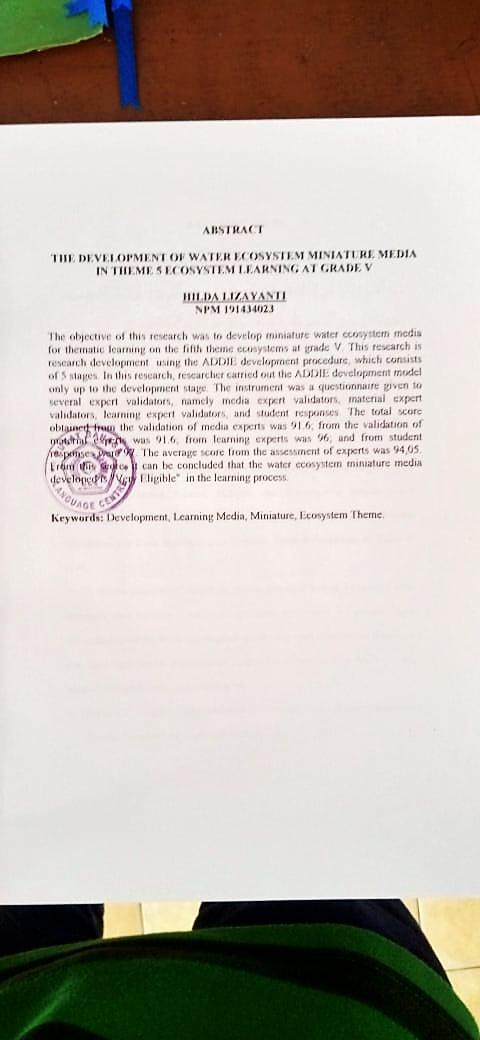 ABSTRACT
THE DEVELOPMENT OF WATER ECOSYSTEM MINIATURE MEDIA
IN THEME 5 ECOSYSTEM LEARNING AT GRADE V
HILDA LIZAYANTI
NPM 191434023
The objective of this research was to develop miniature water ecosystem media
for thematic learning on the fifth theme ecosystems at grade V. This research is
research development using the ADDIE development procedure, which consists
of 5 stages. In this research, researcher carried out the ADDIE development model
only up to the development stage. The instrument was a questionnaire given to
several expert validators, namely media expert validators, material expert
validators, learning expert validators, and student responses. The total score
obtained from the validation of media experts was 91.6; from the validation of
material experts was 91.6; from learning experts was 96; and from student
responses were 97. The average score from the assessment of experts was 94,05.
From this score, it can be concluded that the water ecosystem miniature media
developed is "Very Eligible" in the learning process.
Keywords: Development, Learning Media, Miniature, Ecosystem Theme.
LANGUAGE CENTRE